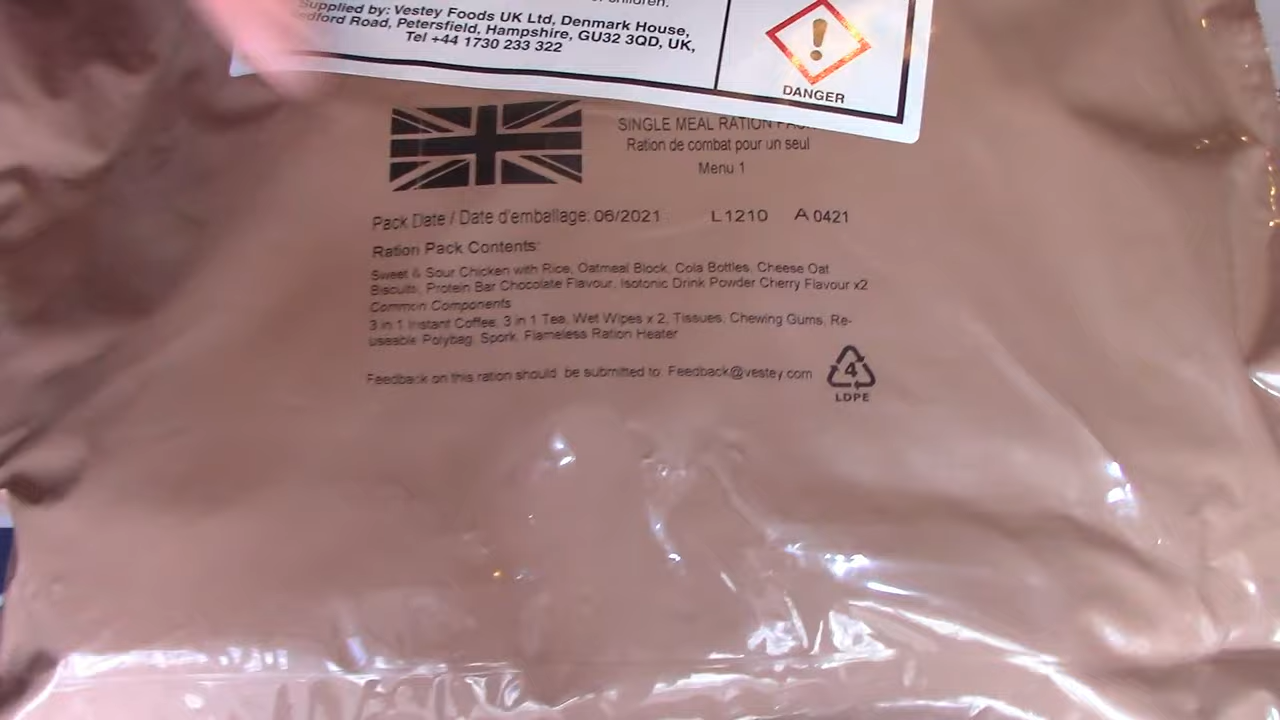 of children.
Supplied by: Vestey Foods UK Ltd, Denmark House,
edford Road, Petersfield, Hampshire, GU32 3QD, UK,
Tel +44 1730 233 322
DANGER
SINGLE MEAL RATION
Ration de combat pour un seul
Menu 1
Pack Date / Date d'emballage: 06/2021 L1210 A 0421
Ration Pack Contents:
Sweet & Sour Chicken with Rice, Oatmeal Block, Cola Bottles, Cheese Oat
Biscuits, Protein Bar Chocolate Flavour, Isotonic Drink Powder Cherry Flavour x2
Common Components
3 in 1 Instant Coffee, 3 in 1 Tea, Wet Wipes x 2, Tissues, Chewing Gums, Re-
useable Polybag, Spork, Flameless Ration Heater
Feedback on this ration should be submitted to: Feedback@vestey.com
4
LDPE